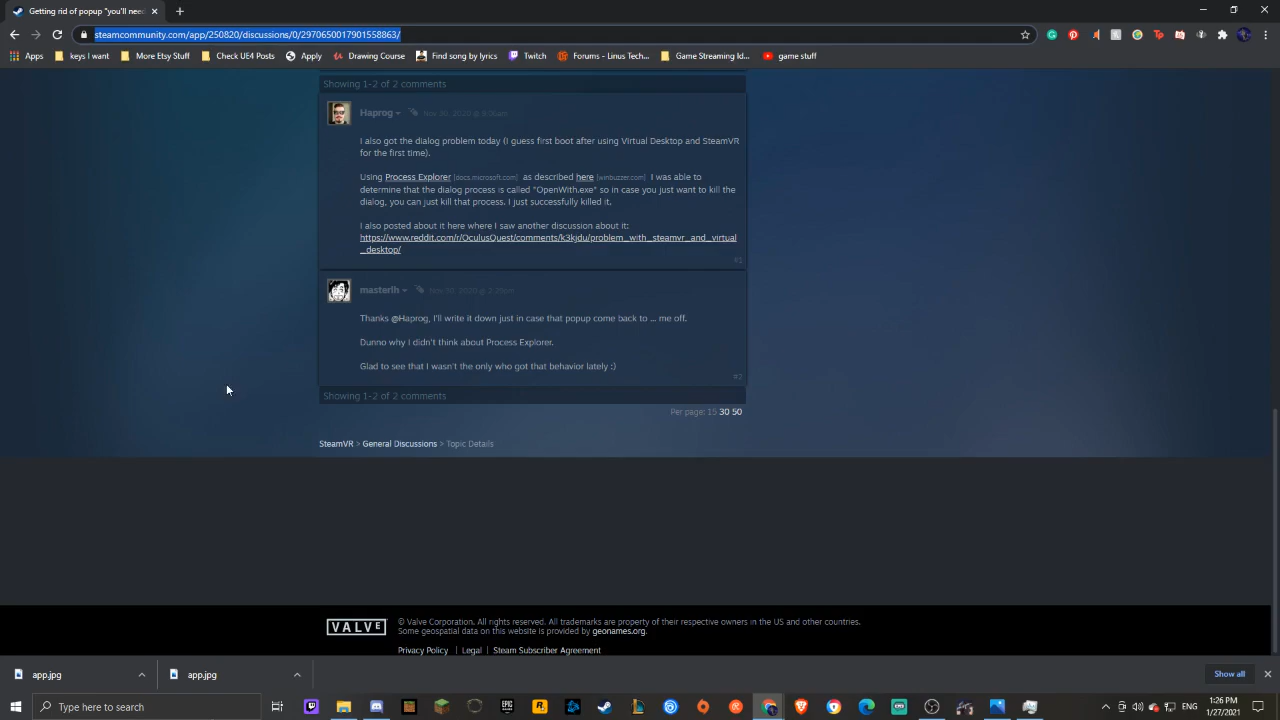 Getting rid of popup "you'll nee
steamcommunity.com/app/250820/discussions/0/2970650017901558863/
Apps
keys I want
More Etsy Stuff
Check UE4 Posts
Apply
Drawing Course
Find song by lyrics
Twitch
Forums - Linus Tech...
Game Streaming Id...
game stuff
Showing 1-2 of 2 comments
Haprog
Nov 30, 2020 @ 8:06am
I also got the dialog problem today (I guess first boot after using Virtual Desktop and SteamVR
for the first time).
Using Process Explorer [docs.microsoft.com] as described here [winbuzzer.com] I was able to
determine that the dialog process is called "OpenWith.exe" so in case you just want to kill the
dialog, you can just kill that process. I just successfully killed it.
I also posted about it here where I saw another discussion about it:
https://www.reddit.com/r/OculusQuest/comments/k3kjdu/problem_with_steamvr_and_virtual
_desktop/
#1
masterlh
Nov 30, 2020 @ 2:20pm
Thanks @Haprog, I'll write it down just in case that popup come back to ... me off.
Dunno why I didn't think about Process Explorer.
Glad to see that I wasn't the only who got that behavior lately :)
#2
Showing 1-2 of 2 comments
Per page: 15 30 50
SteamVR > General Discussions > Topic Details
VALVE
© Valve Corporation. All rights reserved. All trademarks are property of their respective owners in the US and other countries.
Some geospatial data on this website is provided by geonames.org.
Privacy Policy | Legal | Steam Subscriber Agreement
app.jpg
app.jpg
Show all
Type here to search
EPIC
ENG
1:26 PM
1/27/2021